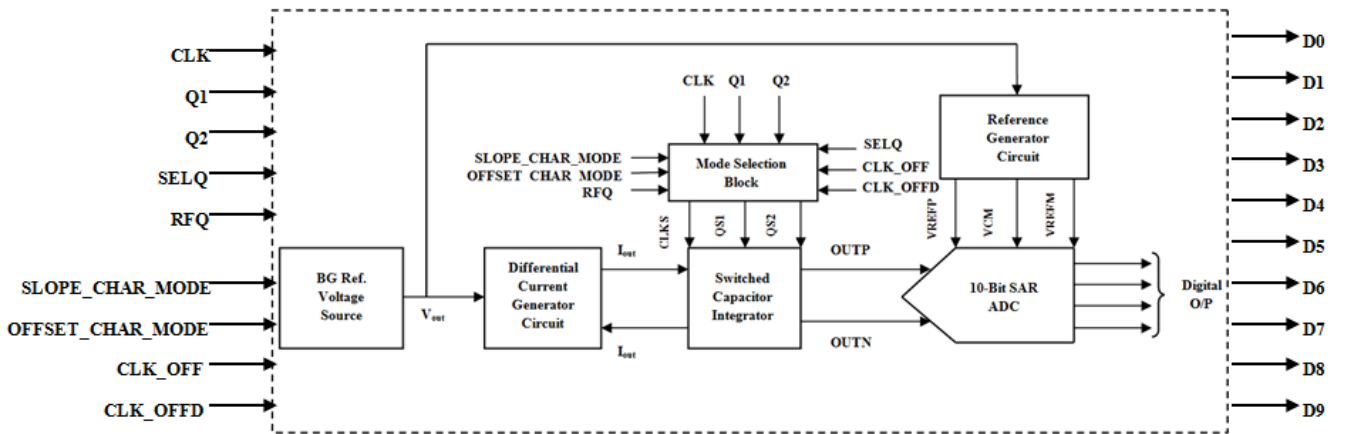 CLK
Q1
Q2
SELQ
RFQ
SLOPE_CHAR_MODE
OFFSET_CHAR_MODE
CLK_OFF
CLK_OFFD
BG Ref.
Voltage
Source
Vout
Differential
Current
Generator
Circuit
Iout
Iout
CLK
Q1
Q2
SLOPE_CHAR_MODE
OFFSET_CHAR_MODE
RFQ
Mode Selection
Block
SELQ
CLK_OFF
CLK_OFFD
CLKS
QS1
QS2
Switched
Capacitor
Integrator
OUTP
OUTN
Reference
Generator
Circuit
VREFP
VCM
VREFM
10-Bit SAR
ADC
Digital
O/P
D0
D1
D2
D3
D4
D5
D6
D7
D8
D9